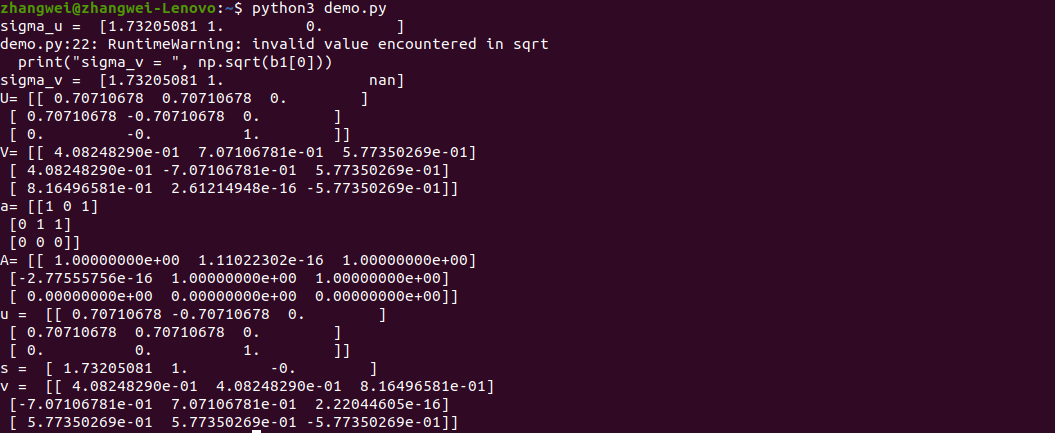 zhangwei@zhangwei-Lenovo:~$ python3 demo.py
sigma_u =  [1.73205081 1.         0.        ]
demo.py:22: RuntimeWarning: invalid value encountered in sqrt
  print("sigma_v = ", np.sqrt(b1[0]))
sigma_v =  [1.73205081 1.                nan]
U= [[ 0.70710678  0.70710678  0.        ]
 [ 0.70710678 -0.70710678  0.        ]
 [ 0.         -0.          1.        ]]
V= [[ 4.08248290e-01  7.07106781e-01  5.77350269e-01]
 [ 4.08248290e-01 -7.07106781e-01  5.77350269e-01]
 [ 8.16496581e-01  2.61214948e-16 -5.77350269e-01]]
a= [[1 0 1]
 [0 1 1]
 [0 0 0]]
A= [[ 1.00000000e+00  1.11022302e-16  1.00000000e+00]
 [-2.77555756e-16  1.00000000e+00  1.00000000e+00]
 [ 0.00000000e+00  0.00000000e+00  0.00000000e+00]]
u =  [[ 0.70710678 -0.70710678  0.        ]
 [ 0.70710678  0.70710678  0.        ]
 [ 0.          0.          1.        ]]
s =  [ 1.73205081  1.         -0.        ]
v =  [[ 4.08248290e-01  4.08248290e-01  8.16496581e-01]
 [-7.07106781e-01  7.07106781e-01  2.22044605e-16]
 [ 5.77350269e-01  5.77350269e-01 -5.77350269e-01]]